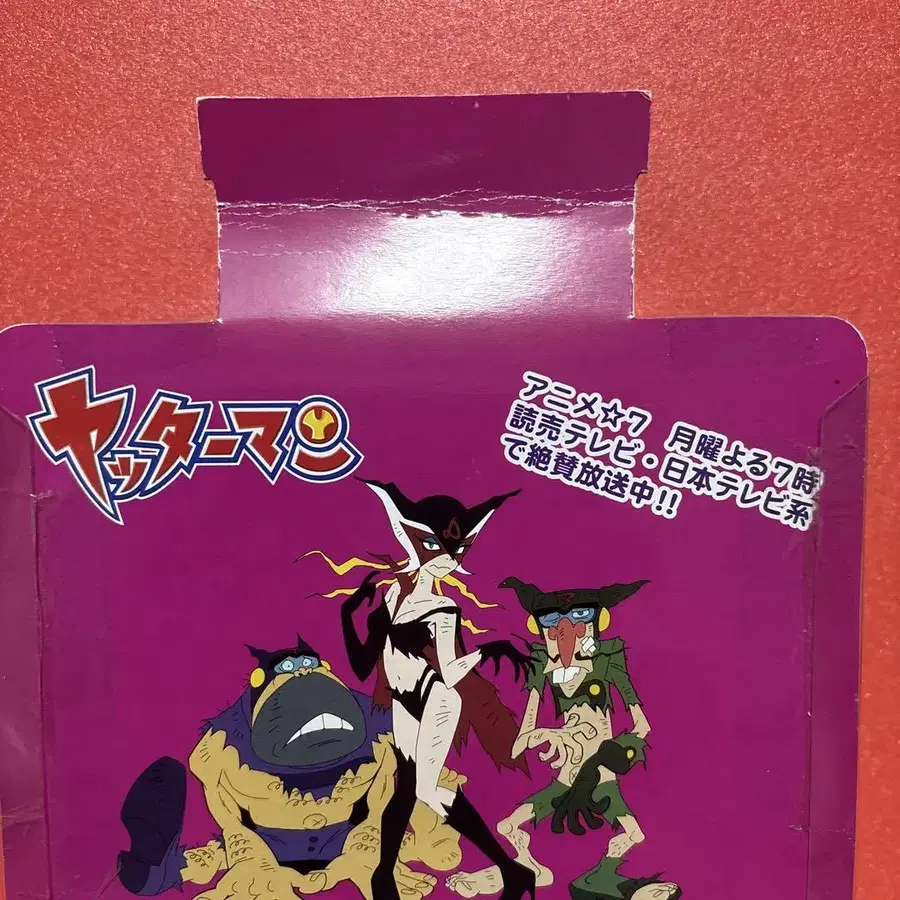 ヤッターマン
アニメ☆7 月曜よる7時
読売テレビ・日本テレビ系
で絶賛放送中!!